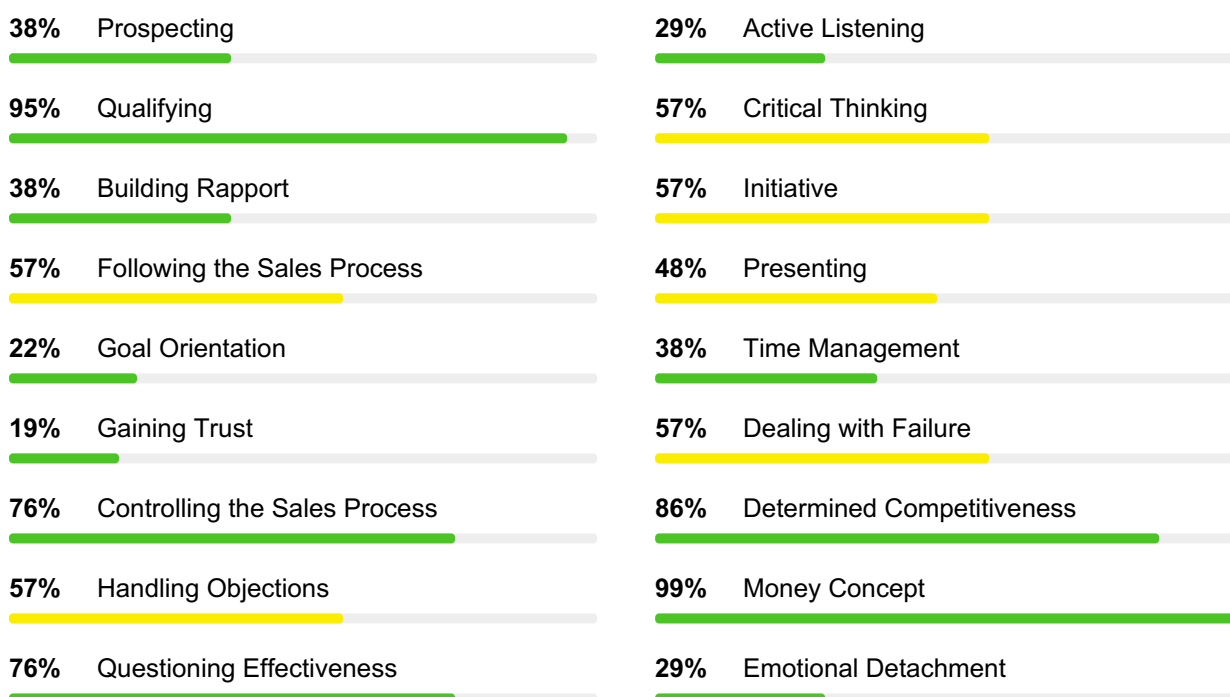 38% Prospecting
95% Qualifying
38% Building Rapport
57% Following the Sales Process
22% Goal Orientation
19% Gaining Trust
76% Controlling the Sales Process
57% Handling Objections
76% Questioning Effectiveness
29% Active Listening
57% Critical Thinking
57% Initiative
48% Presenting
38% Time Management
57% Dealing with Failure
86% Determined Competitiveness
99% Money Concept
29% Emotional Detachment